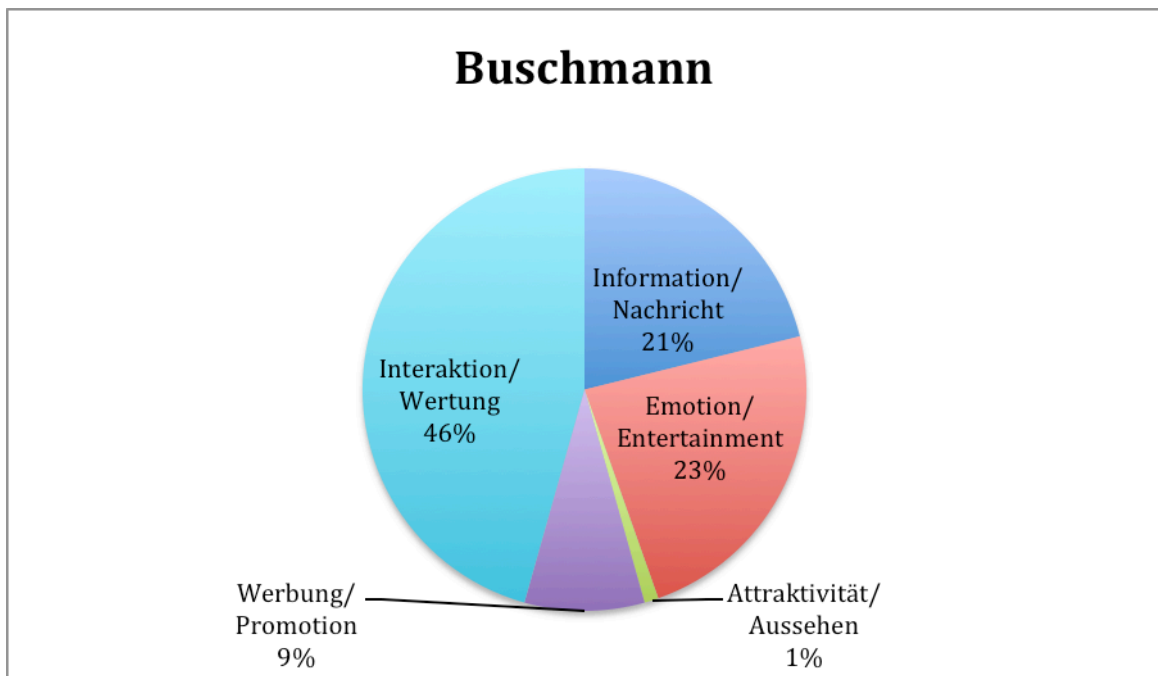 Buschmann
Information/
Nachricht
21%
Interaktion/
Wertung
46%
Emotion/
Entertainment
23%
Werbung/
Promotion
9%
Attraktivität/
Aussehen
1%